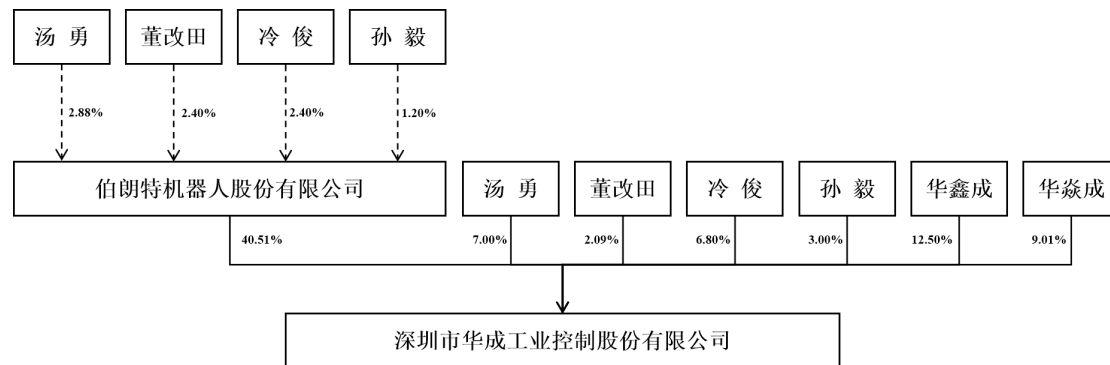 汤 勇 董改田 冷 俊 孙 毅
2.88% 2.40% 2.40% 1.20%
伯朗特机器人股份有限公司 汤 勇 董改田 冷 俊 孙 毅 华鑫成 华焱成
40.51% 7.00% 2.09% 6.80% 3.00% 12.50% 9.01%
深圳市华成工业控制股份有限公司